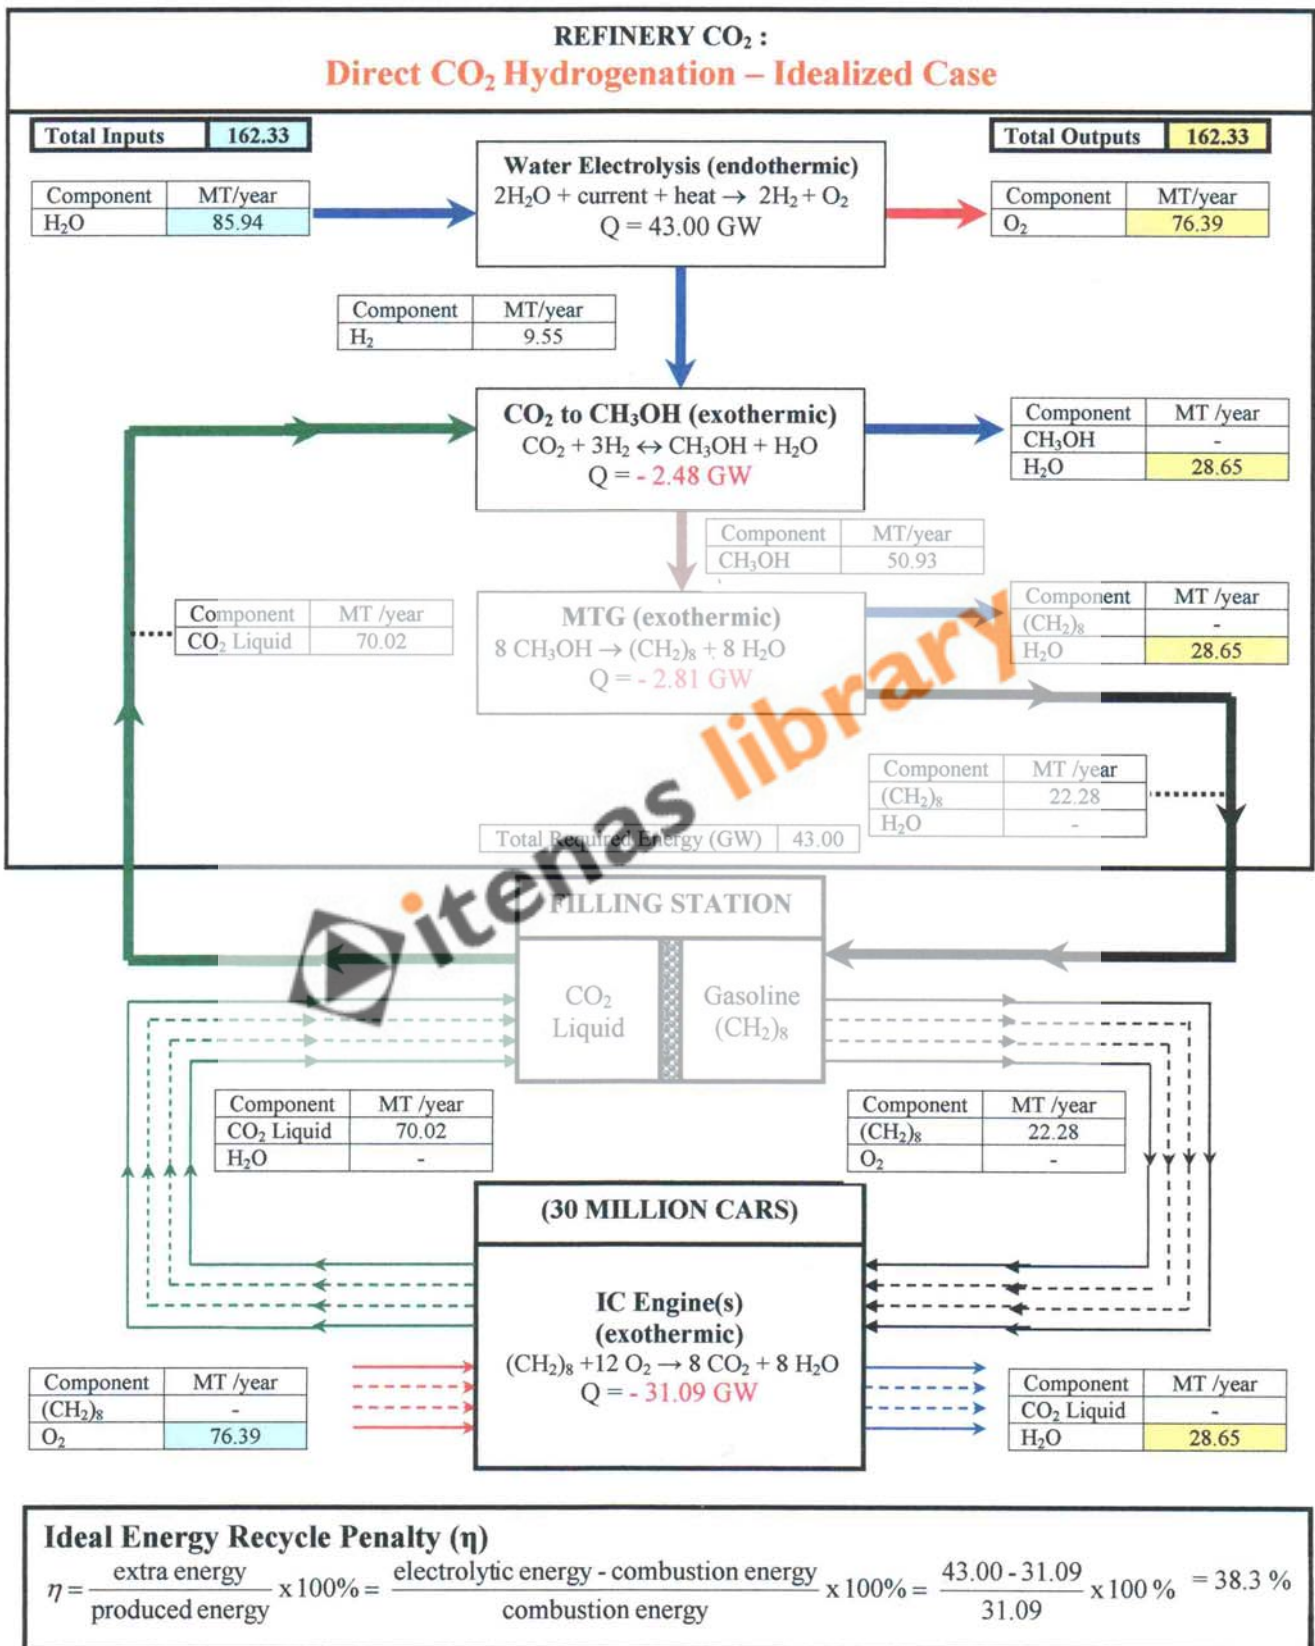 REFINERY CO₂ :
Direct CO₂ Hydrogenation – Idealized Case
Total Inputs 162.33
Total Outputs 162.33
Component MT/year
H₂O 85.94
Water Electrolysis (endothermic)
2H₂O + current + heat → 2H₂ + O₂
Q = 43.00 GW
Component MT/year
O₂ 76.39
Component MT/year
H₂ 9.55
CO₂ to CH₃OH (exothermic)
CO₂ + 3H₂ ↔ CH₃OH + H₂O
Q = - 2.48 GW
Component MT /year
CH₃OH -
H₂O 28.65
Component MT/year
CH₃OH 50.93
Component MT /year
CO₂ Liquid 70.02
MTG (exothermic)
8 CH₃OH → (CH₂)₈ + 8 H₂O
Q = - 2.81 GW
Component MT /year
(CH₂)₈ -
H₂O 28.65
Component MT /year
(CH₂)₈ 22.28
H₂O -
Total Required Energy (GW) 43.00
itenas library
FILLING STATION
CO₂
Liquid
Gasoline
(CH₂)₈
Component MT /year
CO₂ Liquid 70.02
H₂O -
Component MT /year
(CH₂)₈ 22.28
O₂ -
(30 MILLION CARS)
IC Engine(s)
(exothermic)
(CH₂)₈ +12 O₂ → 8 CO₂ + 8 H₂O
Q = - 31.09 GW
Component MT /year
(CH₂)₈ -
O₂ 76.39
Component MT /year
CO₂ Liquid -
H₂O 28.65
Ideal Energy Recycle Penalty (η)
η = extra energy / produced energy x 100% = electrolytic energy - combustion energy / combustion energy x 100% = 43.00 - 31.09 / 31.09 x 100 % = 38.3 %